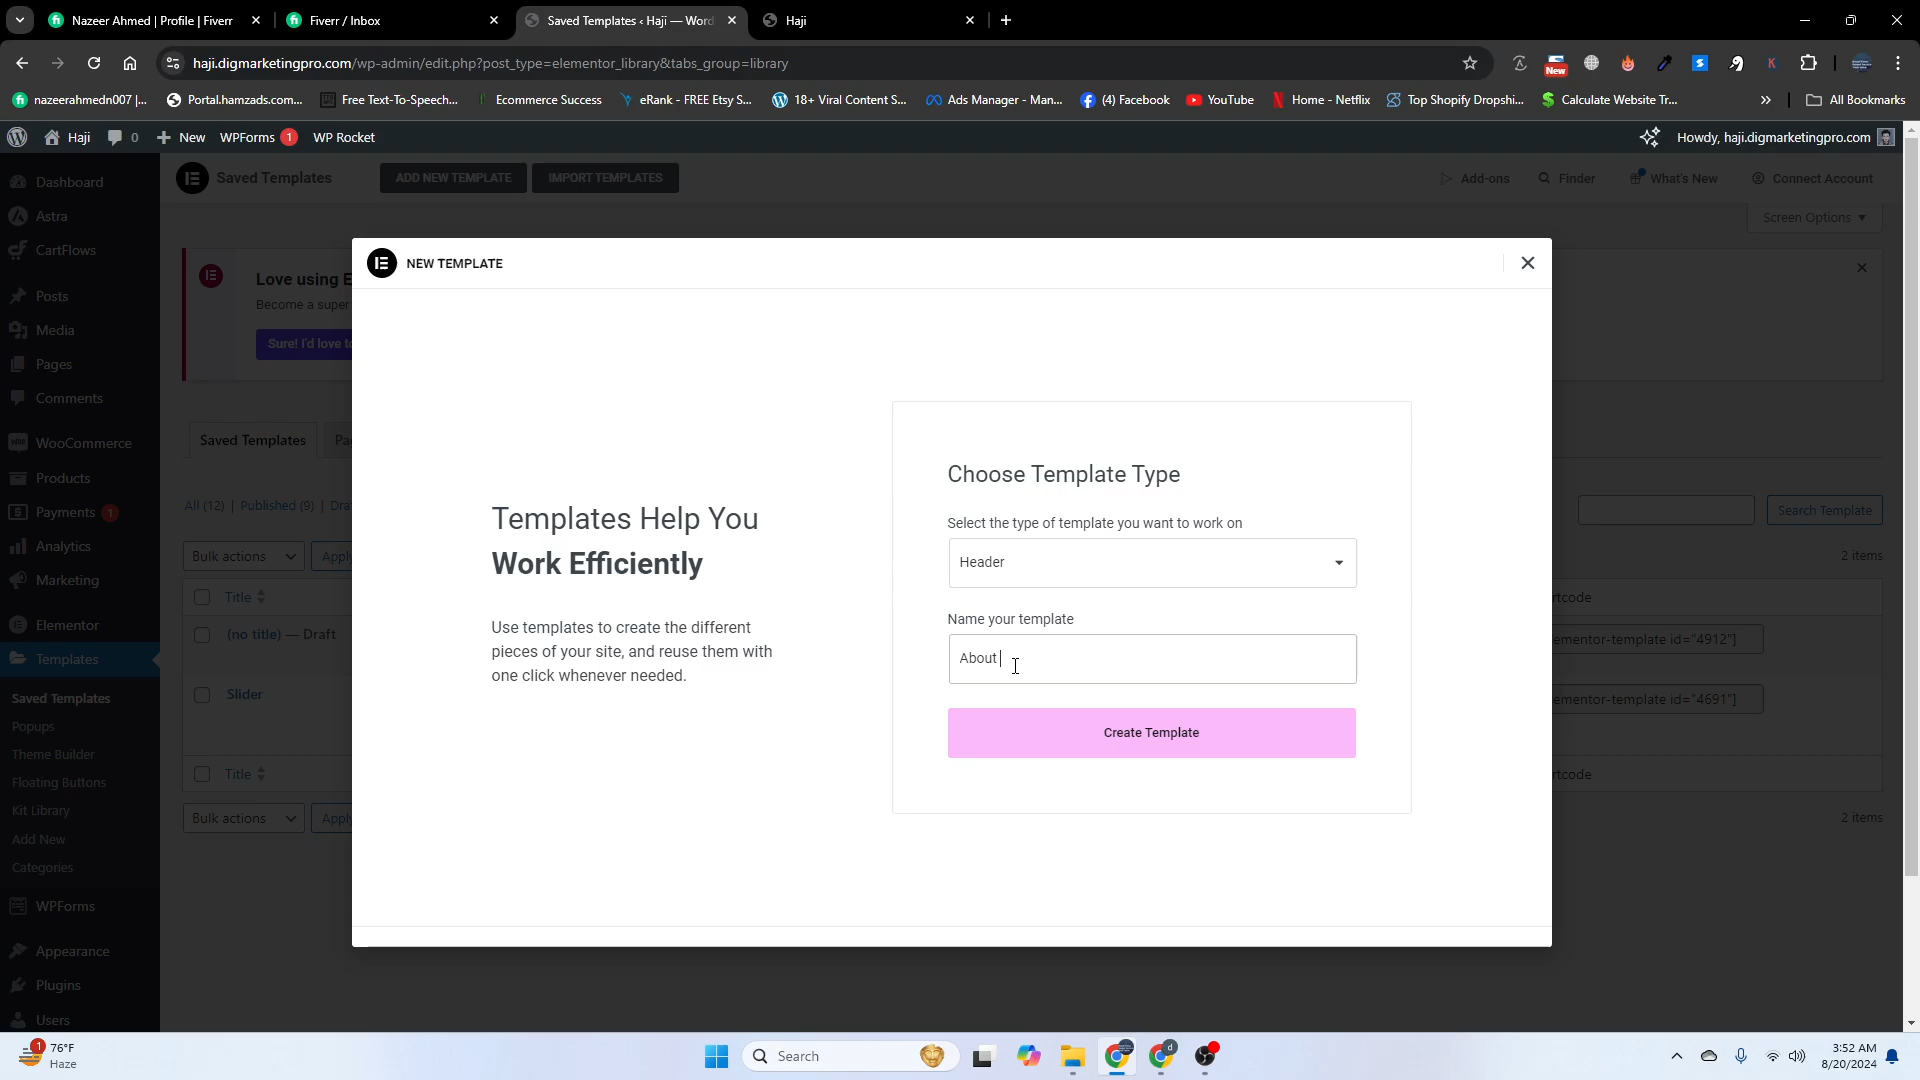 Nazeer Ahmed | Profile | Fiverr
Fiverr / Inbox
Saved Templates ‹ Haji — Word
Haji
haji.digmarketingpro.com/wp-admin/edit.php?post_type=elementor_library&tabs_group=library
New
nazeerahmedn007 |...
Portal.hamzads.com...
Free Text-To-Speech...
Ecommerce Success
eRank - FREE Etsy S...
18+ Viral Content S...
Ads Manager - Man...
(4) Facebook
YouTube
Home - Netflix
Top Shopify Dropshi...
Calculate Website Tr...
All Bookmarks
Haji
0
New
WPForms 1
WP Rocket
Howdy, haji.digmarketingpro.com
Dashboard
Astra
CartFlows
Posts
Media
Pages
Comments
WooCommerce
Products
Payments 1
Analytics
Marketing
Elementor
Templates
Saved Templates
Popups
Theme Builder
Floating Buttons
Kit Library
Add New
Categories
WPForms
Appearance
Plugins
Users
Saved Templates
ADD NEW TEMPLATE
IMPORT TEMPLATES
Add-ons
Finder
What's New
Connect Account
Screen Options
Love using E
Become a super
Sure! I'd love to
Saved Templates
Pa
All (12) | Published (9) | Dra
Search Template
Bulk actions
Apply
2 items
Title
rtcode
(no title) — Draft
ementor-template id="4912"]
Slider
ementor-template id="4691"]
Title
rtcode
Bulk actions
Apply
2 items
NEW TEMPLATE
Templates Help You
Work Efficiently
Use templates to create the different
pieces of your site, and reuse them with
one click whenever needed.
Choose Template Type
Select the type of template you want to work on
Header
Name your template
About
Create Template
1
76°F
Haze
Search
3:52 AM
8/20/2024